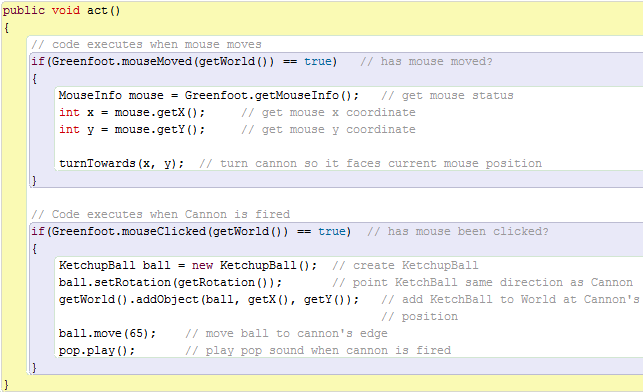 public void act()
{
// code executes when mouse moves
if(Greenfoot.mouseMoved(getWorld()) == true) // has mouse moved?
{
MouseInfo mouse = Greenfoot.getMouseInfo(); // get mouse status
int x = mouse.getX(); // get mouse x coordinate
int y = mouse.getY(); // get mouse y coordinate
turnTowards(x, y); // turn cannon so it faces current mouse position
}
// Code executes when Cannon is fired
if(Greenfoot.mouseClicked(getWorld()) == true) // has mouse been clicked?
{
KetchupBall ball = new KetchupBall(); // create KetchupBall
ball.setRotation(getRotation()); // point KetchBall same direction as Cannon
getWorld().addObject(ball, getX(), getY()); // add KetchBall to World at Cannon's
// position
ball.move(65); // move ball to cannon's edge
pop.play(); // play pop sound when cannon is fired
}
}